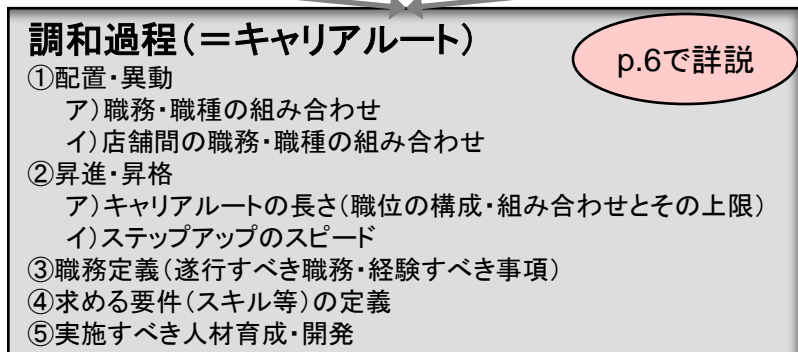 調和過程(=キャリアルート)
p.6で詳説
①配置・異動
ア)職務・職種の組み合わせ
イ)店舗間の職務・職種の組み合わせ
②昇進・昇格
ア)キャリアルートの長さ(職位の構成・組み合わせとその上限)
イ)ステップアップのスピード
③職務定義(遂行すべき職務・経験すべき事項)
④求める要件(スキル等)の定義
⑤実施すべき人材育成・開発